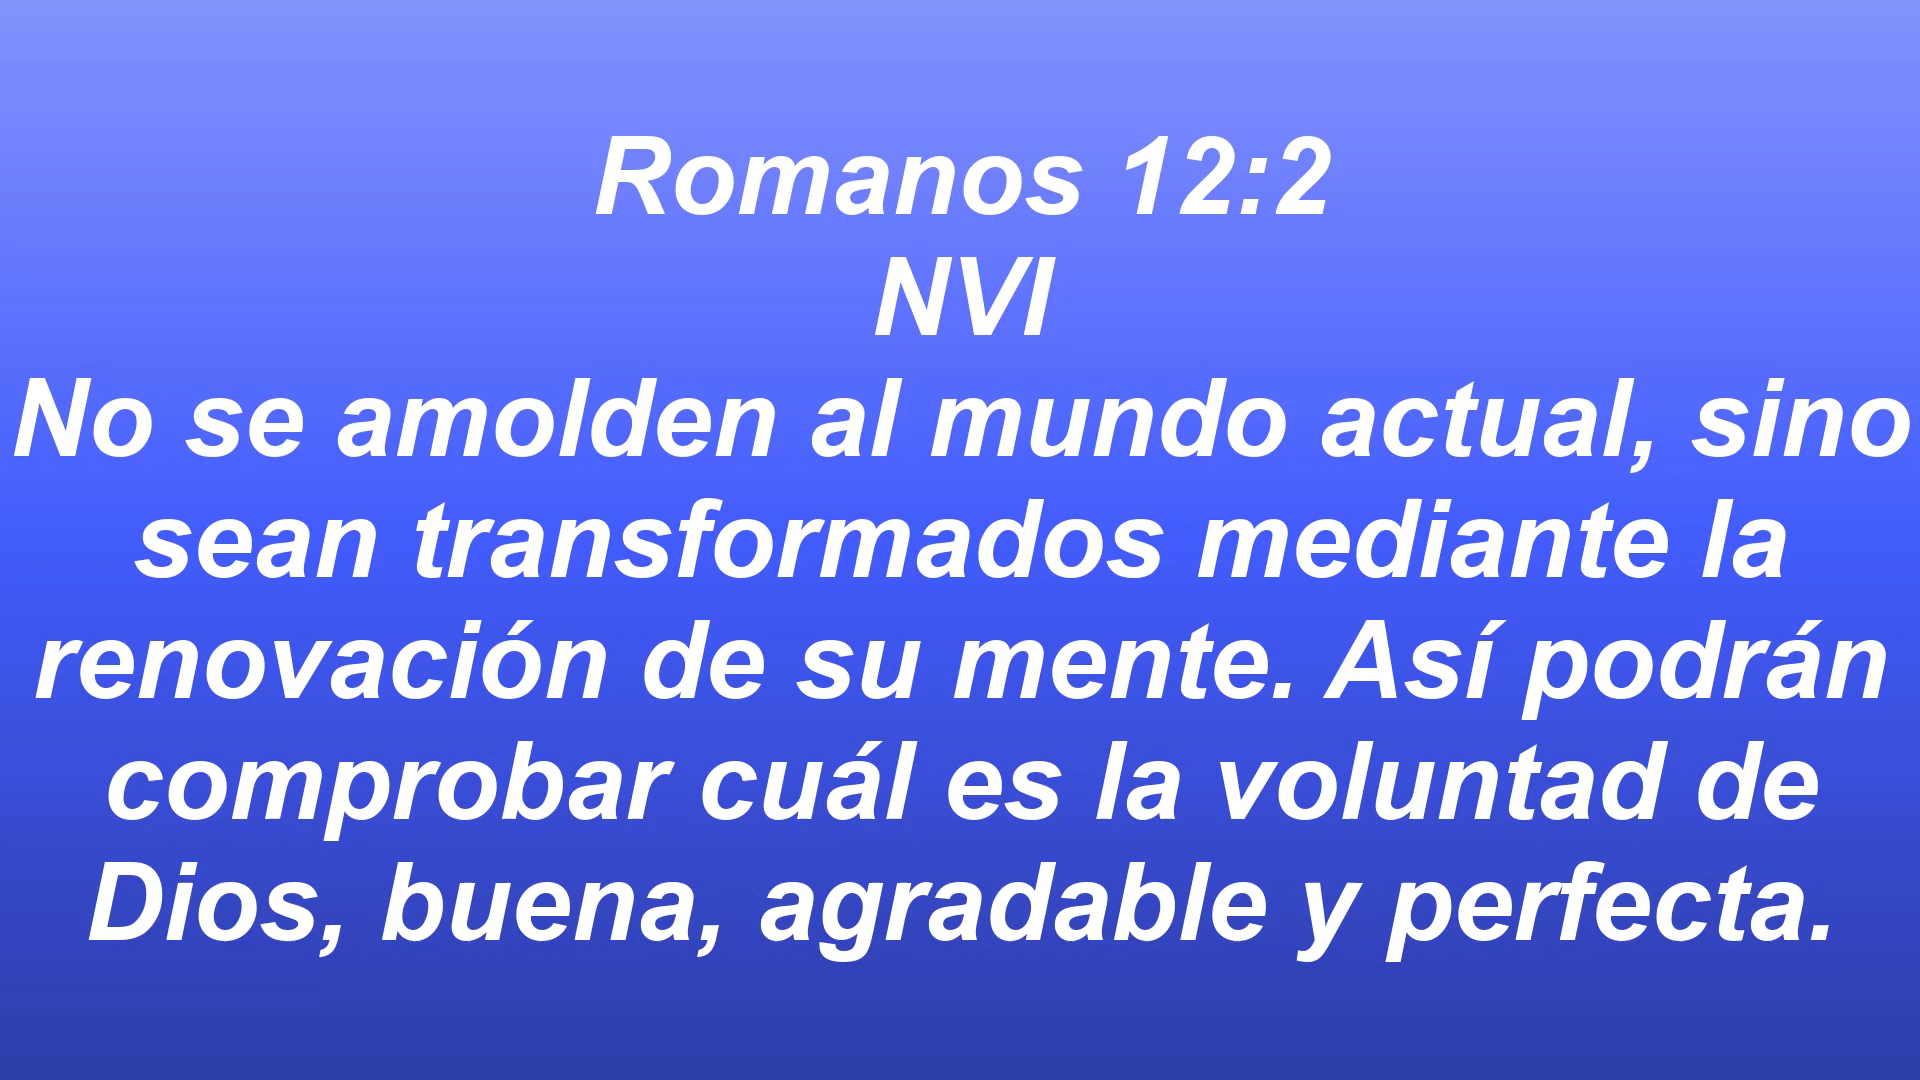 Romanos 12:2
NVI
No se amolden al mundo actual, sino
sean transformados mediante la
renovación de su mente. Así podrán
comprobar cuál es la voluntad de
Dios, buena, agradable y perfecta.